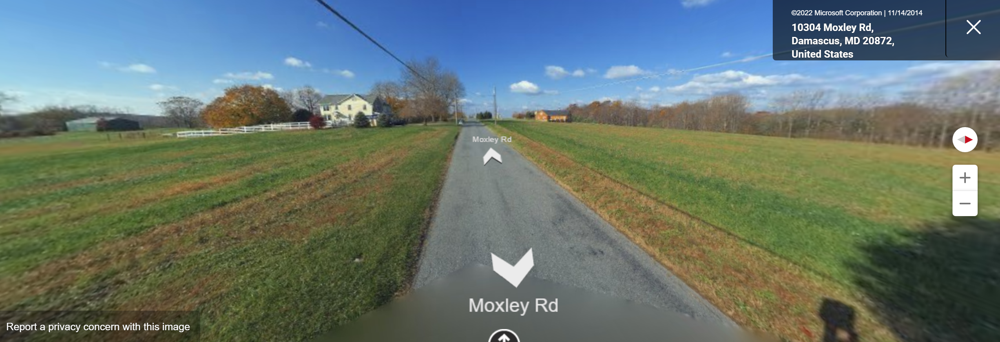 ©2022 Microsoft Corporation | 11/14/2014
10304 Moxley Rd,
Damascus, MD 20872,
United States
Moxley Rd
Moxley Rd
Report a privacy concern with this image